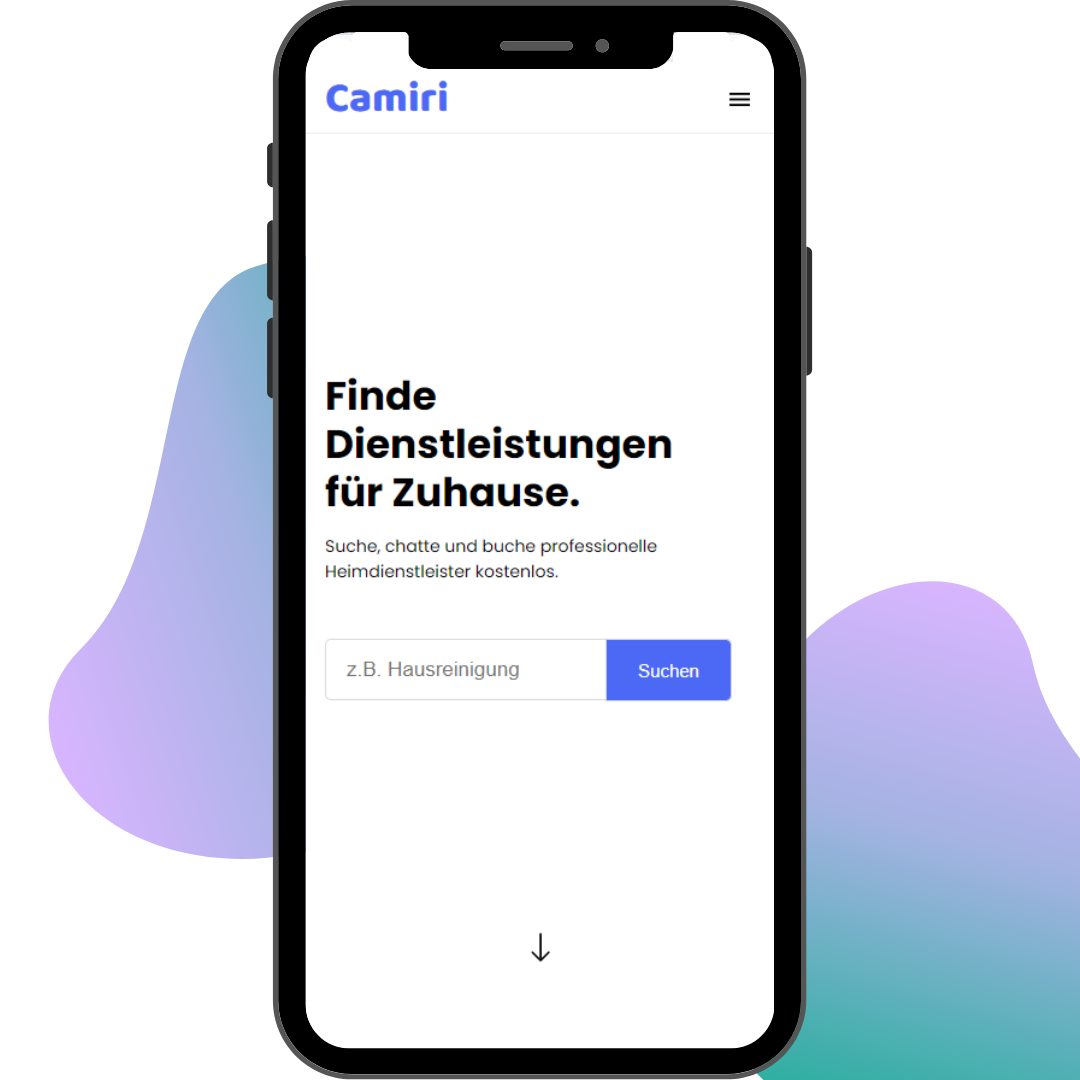 Camiri
Finde
Dienstleistungen
für Zuhause.
Suche, chatte und buche professionelle
Heimdienstleister kostenlos.
z.B. Hausreinigung
Suchen